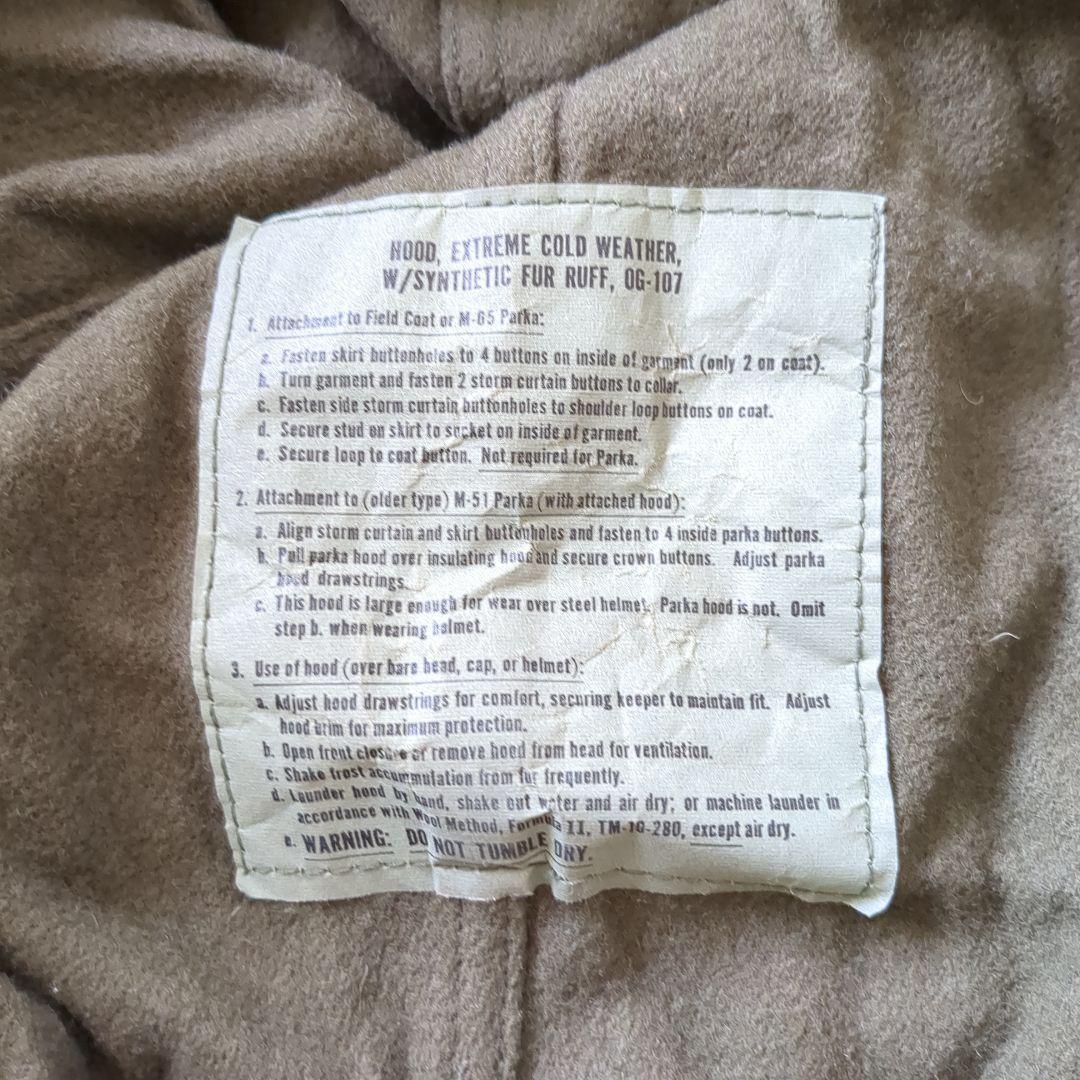 HOOD, EXTREME COLD WEATHER,
W/SYNTHETIC FUR RUFF, OG-107
1. Attachment to Field Coat or M-65 Parka:
a. Fasten skirt buttonholes to 4 buttons on inside of garment (only 2 on coat).
b. Turn garment and fasten 2 storm curtain buttons to collar.
c. Fasten side storm curtain buttonholes to shoulder loop buttons on coat.
d. Secure stud on skirt to socket on inside of garment.
e. Secure loop to coat button. Not required for Parka.
2. Attachment to (older type) M-51 Parka (with attached hood):
a. Align storm curtain and skirt buttonholes and fasten to 4 inside parka buttons.
b. Pull parka hood over insulating hood and secure crown buttons. Adjust parka
hood drawstrings.
c. This hood is large enough for wear over steel helmet. Parka hood is not. Omit
step b. when wearing helmet.
3. Use of hood (over bare head, cap, or helmet):
a. Adjust hood drawstrings for comfort, securing keeper to maintain fit. Adjust
hood brim for maximum protection.
b. Open front closure or remove hood from head for ventilation.
c. Shake frost accummulation from fur frequently.
d. Launder hood by hand, shake out water and air dry; or machine launder in
accordance with Wool Method, Formula II, TM-10-280, except air dry.
e. WARNING: DO NOT TUMBLE DRY.